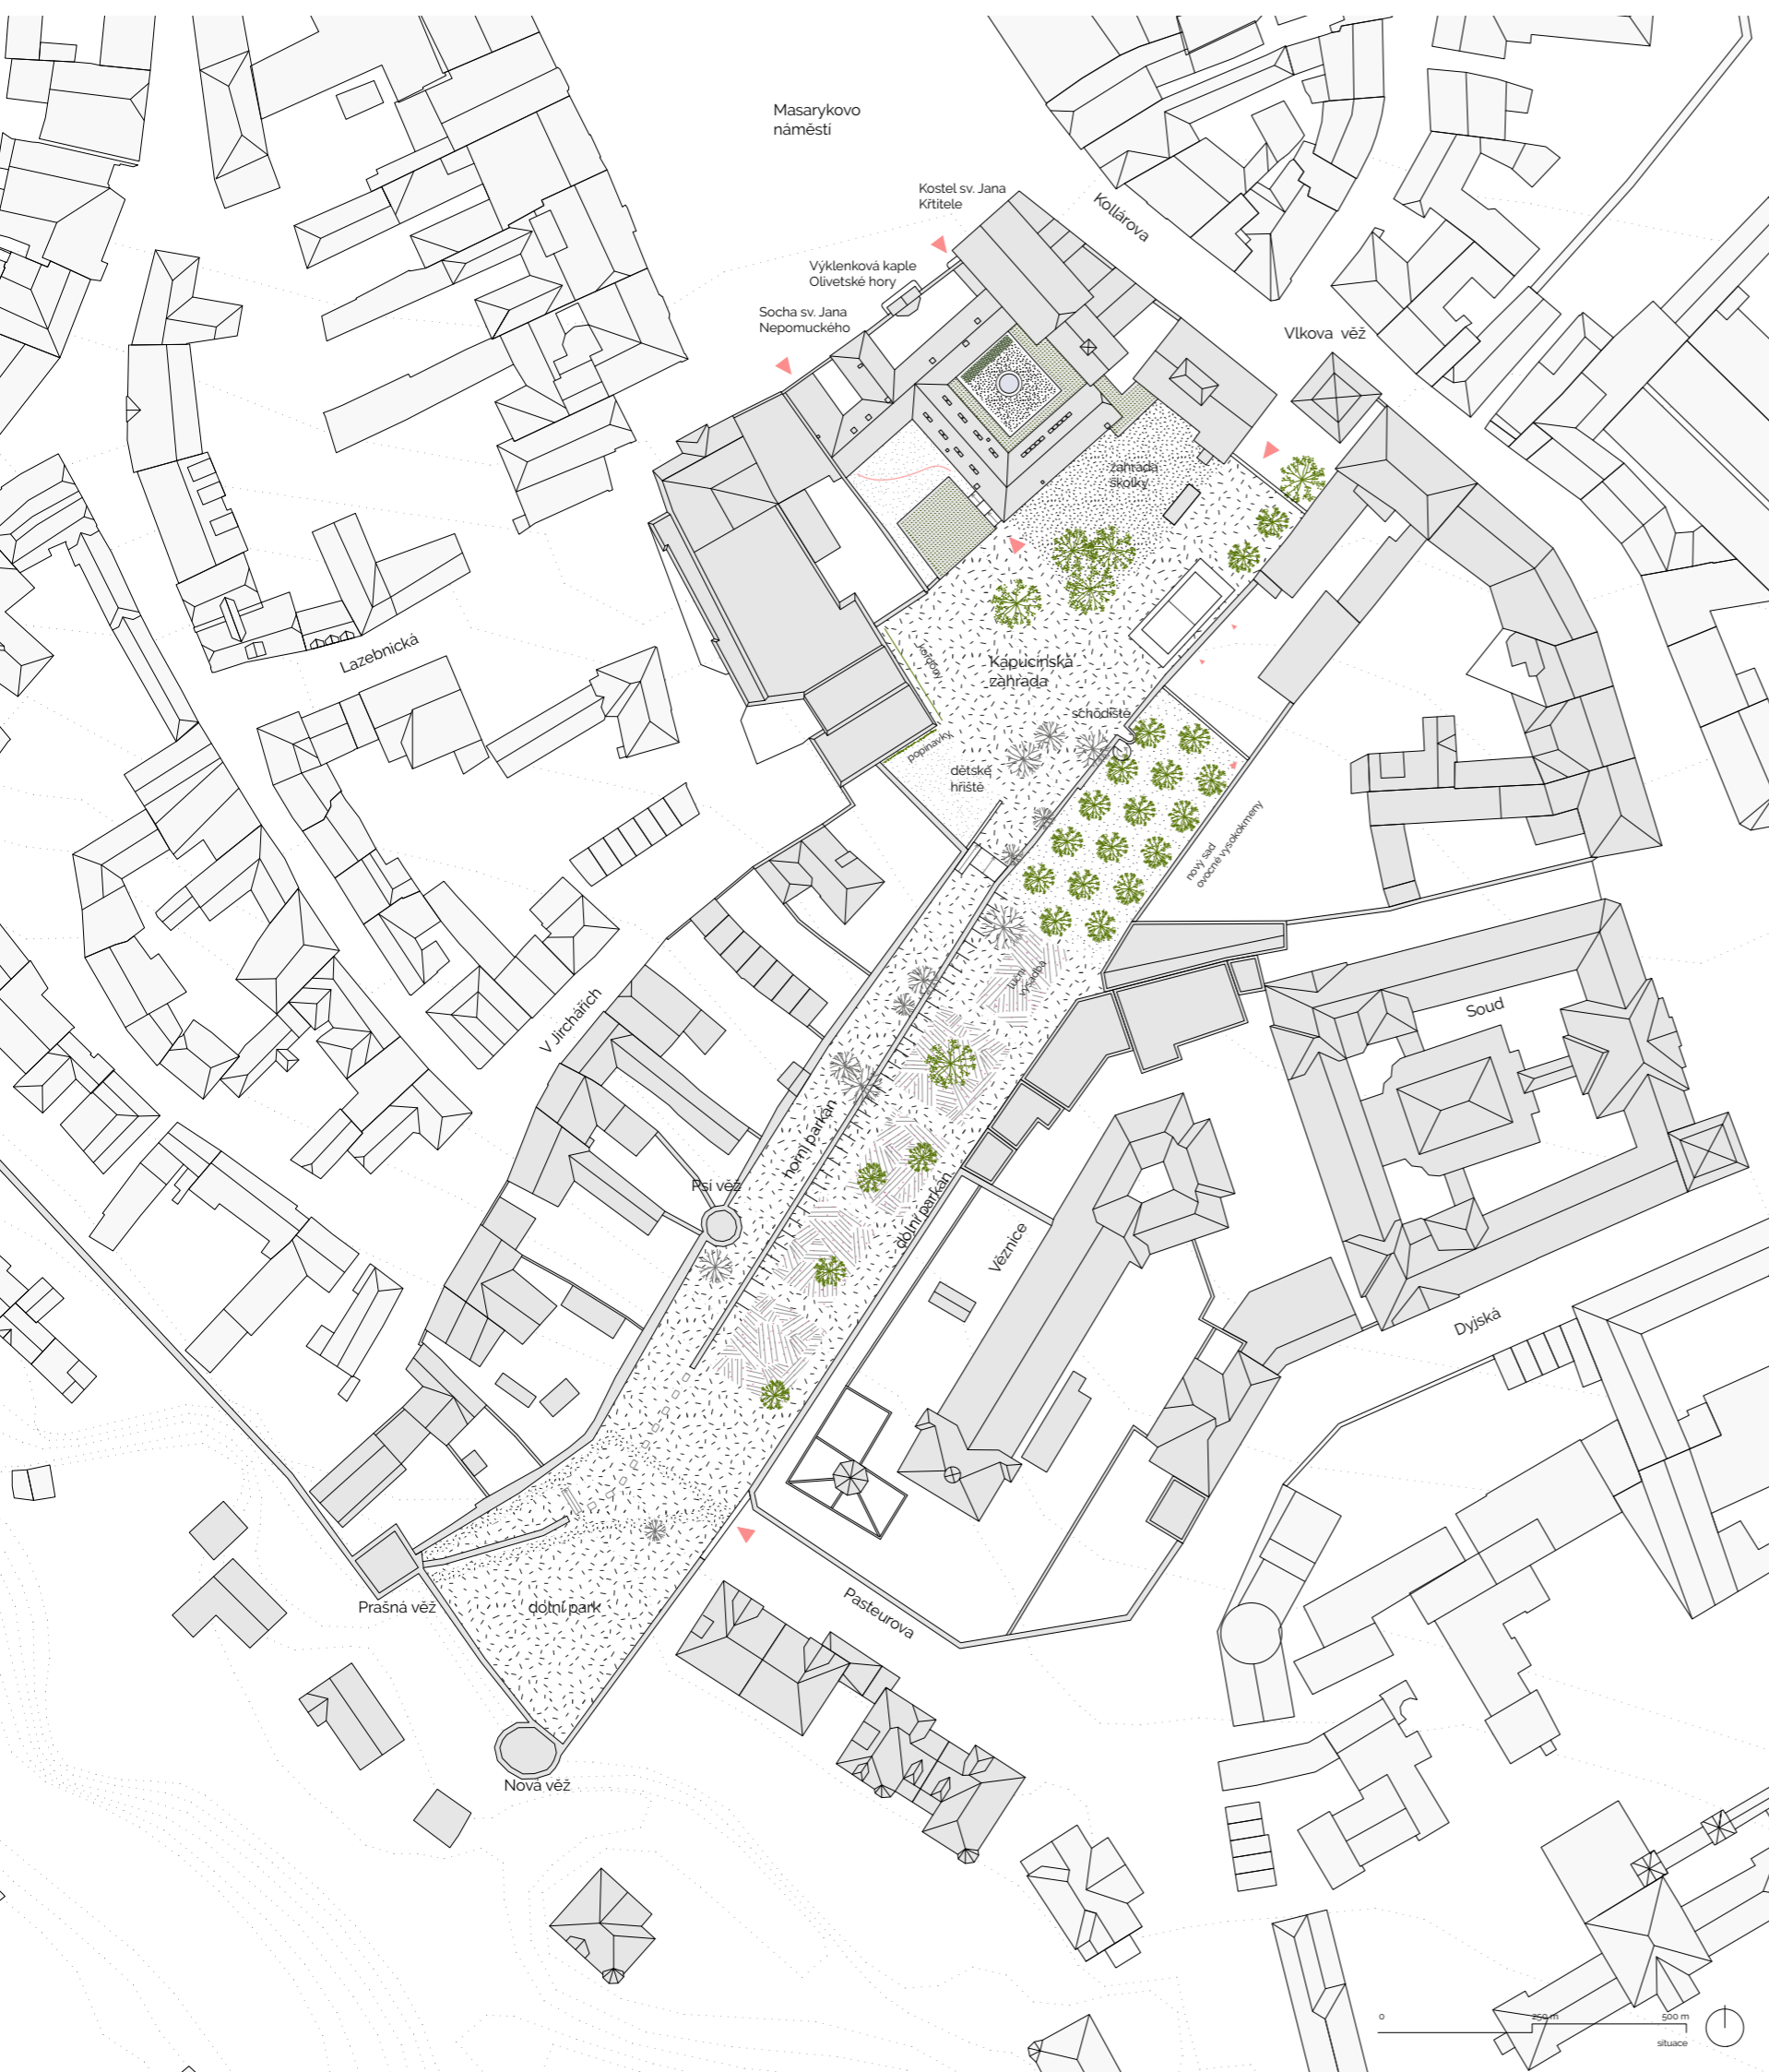 Masarykovo
náměstí
Kostel sv. Jana
Křtitele
Kollárova
Výklenková kaple
Olivetské hory
Socha sv. Jana
Nepomuckého
Vlkova věž
zahrada
školky
Lazebnická
kordony
Kapucínská
zahrada
schodiště
popínavky
dětské
hřiště
nový sad
ovocné vysokokmeny
luční
výsadba
Soud
V Jirchářích
horní parkán
Psí věž
dolní parkán
Věznice
Dyjská
Prašná věž
dolní park
Pasteurova
Nová věž
0 250 m 500 m
situace